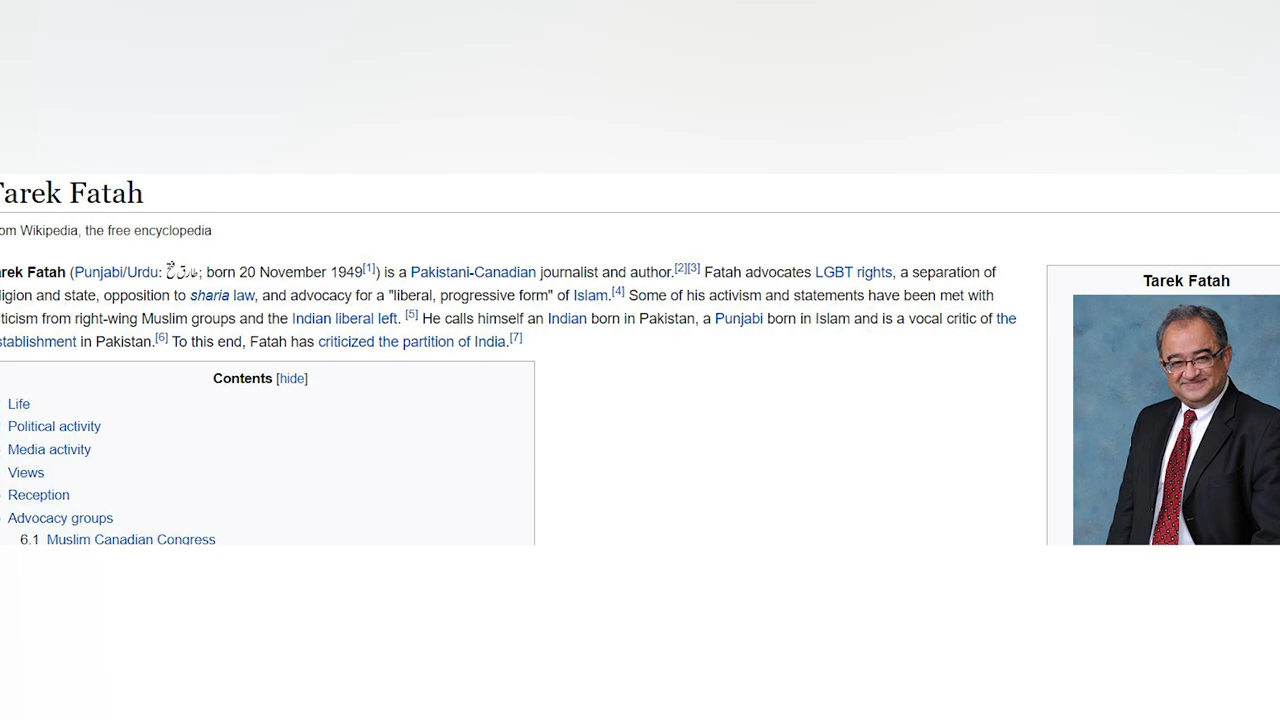 Tarek Fatah
om Wikipedia, the free encyclopedia
arek Fatah (Punjabi/Urdu: طارق فتح; born 20 November 1949[1]) is a Pakistani-Canadian journalist and author.[2][3] Fatah advocates LGBT rights, a separation of
ligion and state, opposition to sharia law, and advocacy for a "liberal, progressive form" of Islam.[4] Some of his activism and statements have been met with
ticism from right-wing Muslim groups and the Indian liberal left. [5] He calls himself an Indian born in Pakistan, a Punjabi born in Islam and is a vocal critic of the
stablishment in Pakistan.[6] To this end, Fatah has criticized the partition of India.[7]
Contents [hide]
Life
Political activity
Media activity
Views
Reception
Advocacy groups
6.1 Muslim Canadian Congress
Tarek Fatah